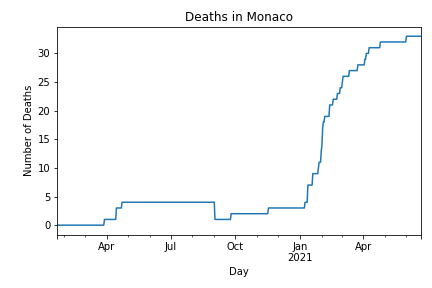 Deaths in Monaco
Number of Deaths
30
25
20
15
10
5
0
Apr
Jul
Oct
Jan
2021
Apr
Day